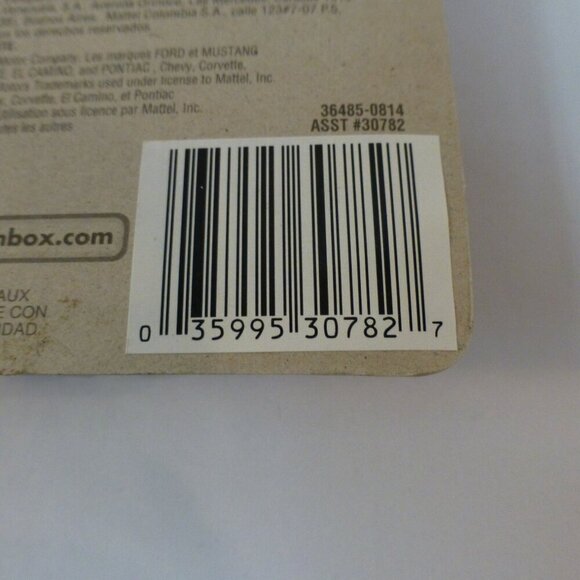 Venezuela, S.A. Avenida
Buenos Aires. Mattel Colombia S.A., calle 123#7-07 P.5,
los derechos reservados.
Motor Company. Les marques FORD et MUSTANG
EL CAMINO, and PONTIAC, Chevy, Corvette,
Motors Trademarks used under license to Mattel, Inc.
Corvette, El Camino, et Pontiac
utilisation sous licence par Mattel, Inc.
tes les autres
36485-0814
ASST #30782
nbox.com
AUX
E CON
IDAD.
0 35995 30782 7